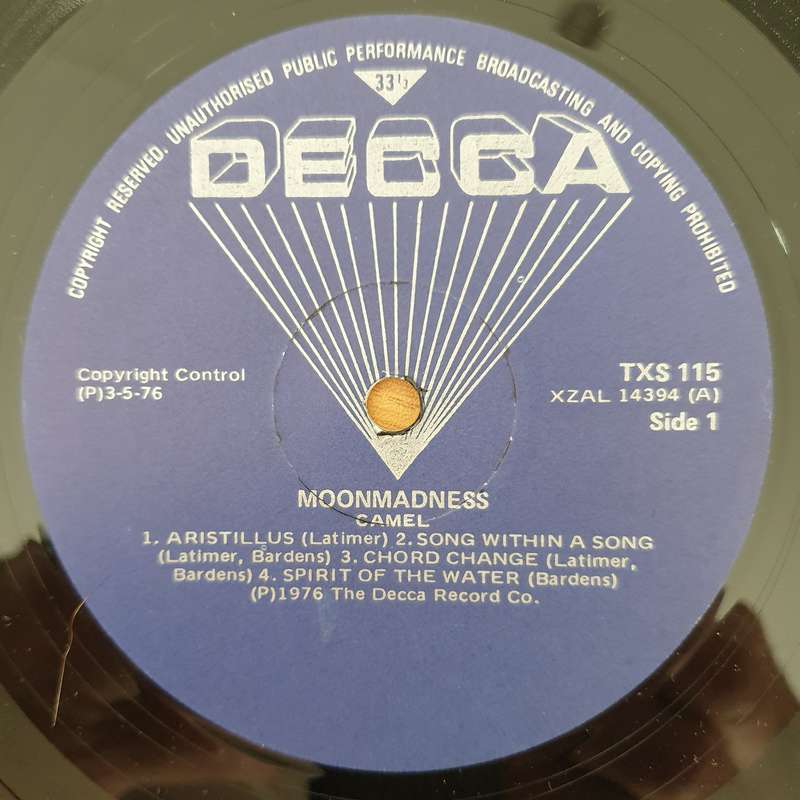 COPYRIGHT RESERVED. UNAUTHORISED PUBLIC PERFORMANCE BROADCASTING AND COPYING PROHIBITED
33⅓
DECCA
Copyright Control
(P)3-5-76
TXS 115
XZAL 14394 (A)
Side 1
MOONMADNESS
CAMEL
1. ARISTILLUS (Latimer) 2. SONG WITHIN A SONG
(Latimer, Bardens) 3. CHORD CHANGE (Latimer,
Bardens) 4. SPIRIT OF THE WATER (Bardens)
(P)1976 The Decca Record Co.